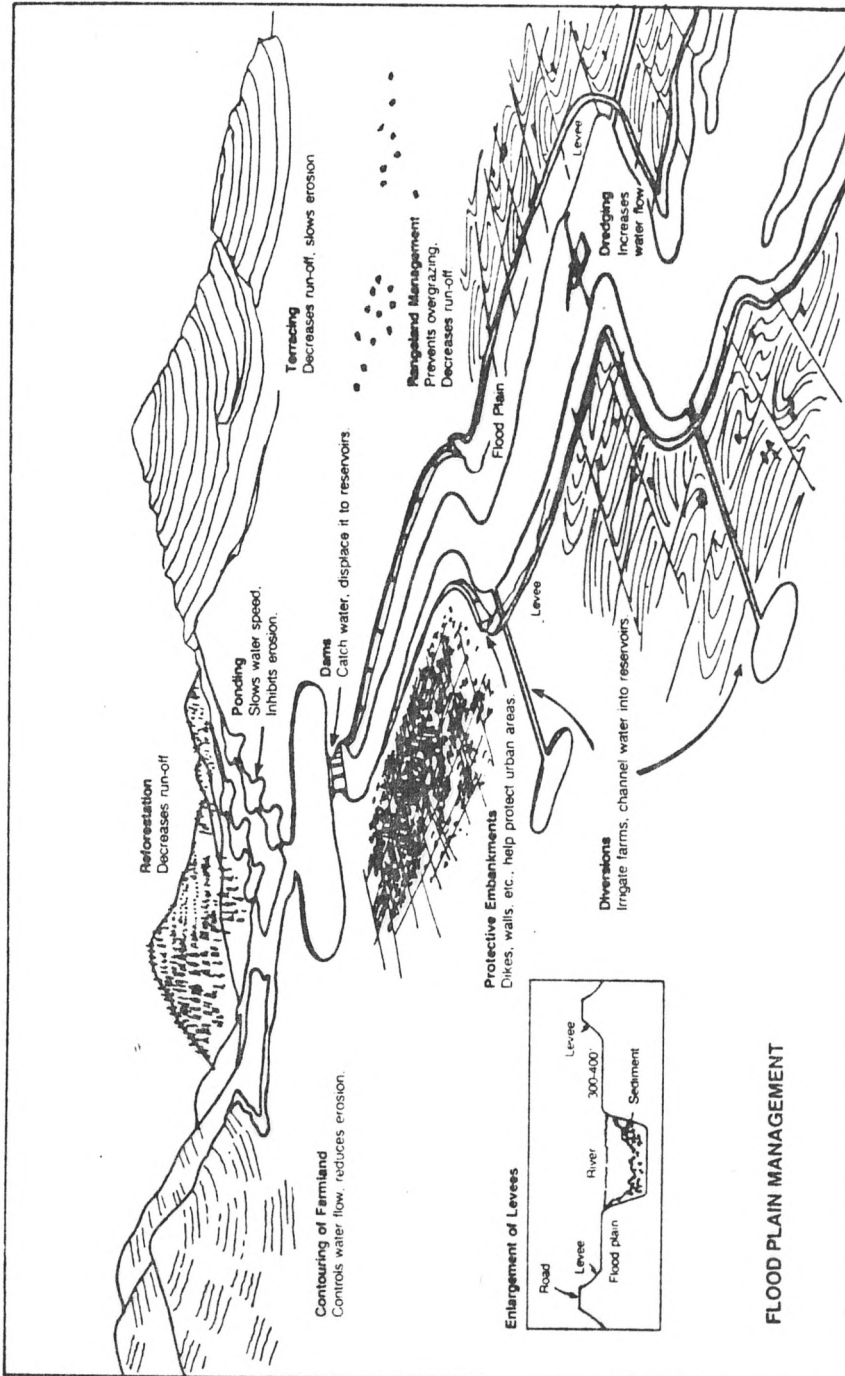 Reforestation
Decreases run-off
Ponding
Slows water speed.
Inhibits erosion.
Terracing
Decreases run-off, slows erosion
Contouring of Farmland
Controls water flow, reduces erosion.
Dams
Catch water, displace it to reservoirs.
Rangeland Management
Prevents overgrazing.
Decreases run-off
Flood Plain
Levee
Protective Embankments
Dikes, walls, etc., help protect urban areas.
Levee
Dredging
Increases
water flow
Diversions
Irrigate farms, channel water into reservoirs.
Enlargement of Levees
Road
Levee
Flood plain
River
300-400'
Levee
Sediment
FLOOD PLAIN MANAGEMENT